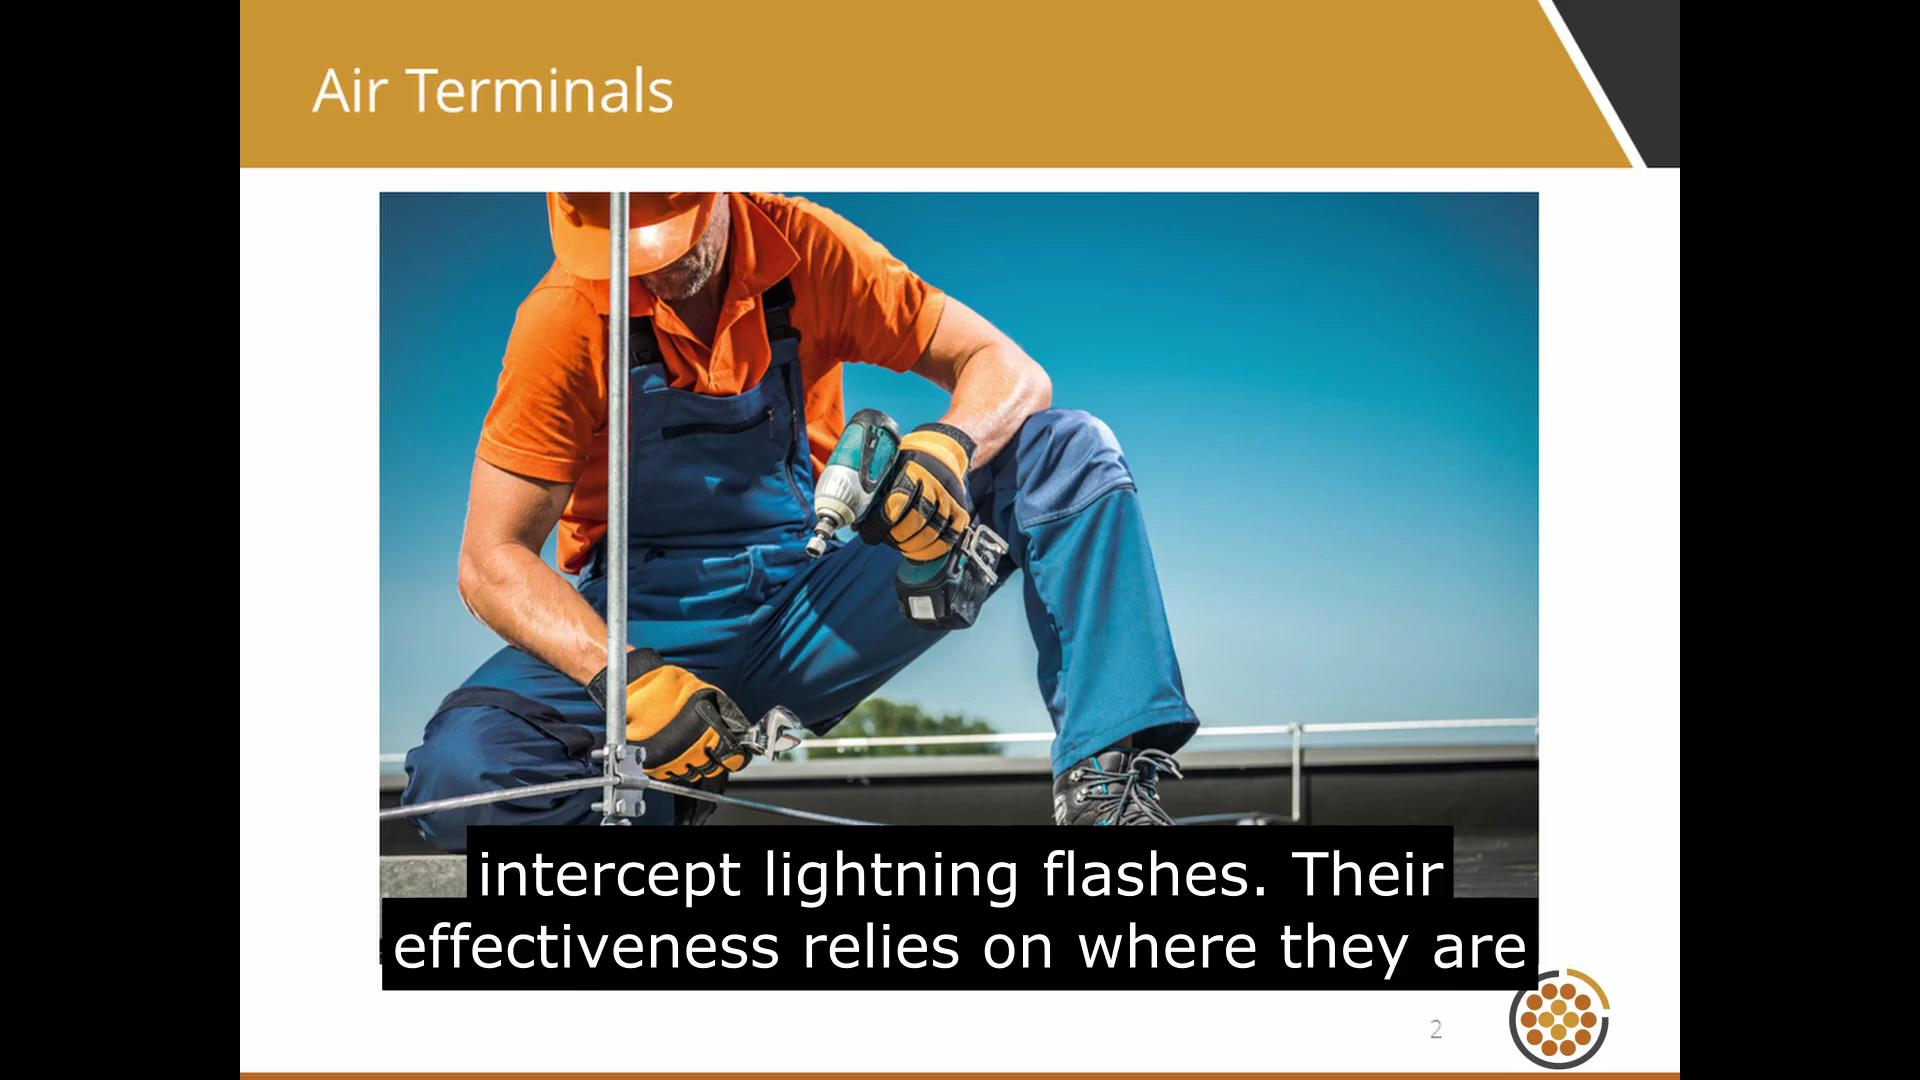 Air Terminals
intercept lightning flashes. Their
effectiveness relies on where they are
2